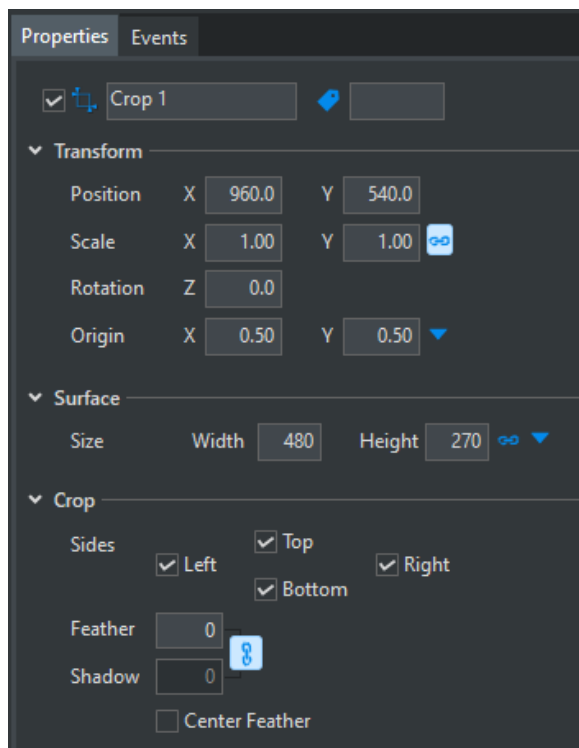 Properties Events
Crop 1
Transform
Position X 960.0 Y 540.0
Scale X 1.00 Y 1.00
Rotation Z 0.0
Origin X 0.50 Y 0.50
Surface
Size Width 480 Height 270
Crop
Sides Top
Left Right
Bottom
Feather 0
Shadow 0
Center Feather